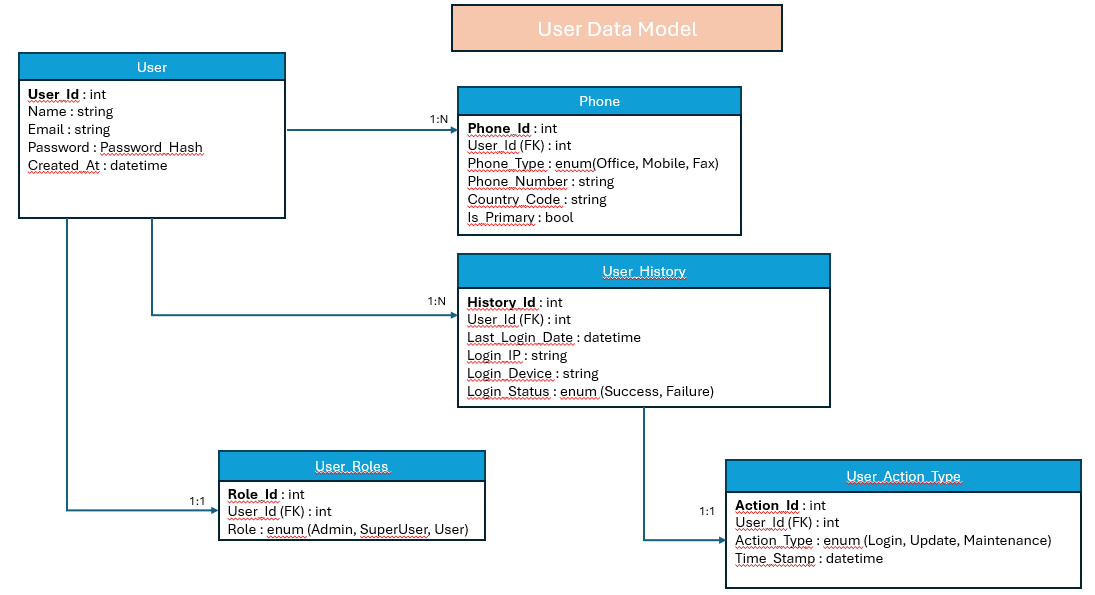 User Data Model
User
User_Id : int
Name : string
Email : string
Password : Password_Hash
Created_At : datetime
1:N
Phone
Phone_Id : int
User_Id (FK) : int
Phone_Type : enum(Office, Mobile, Fax)
Phone_Number : string
Country_Code : string
Is_Primary : bool
1:N
User_History
History_Id : int
User_Id (FK) : int
Last_Login_Date : datetime
Login_IP : string
Login_Device : string
Login_Status : enum (Success, Failure)
1:1
User_Roles
Role_Id : int
User_Id (FK) : int
Role : enum (Admin, SuperUser, User)
1:1
User_Action_Type
Action_Id : int
User_Id (FK) : int
Action_Type : enum (Login, Update, Maintenance)
Time_Stamp : datetime